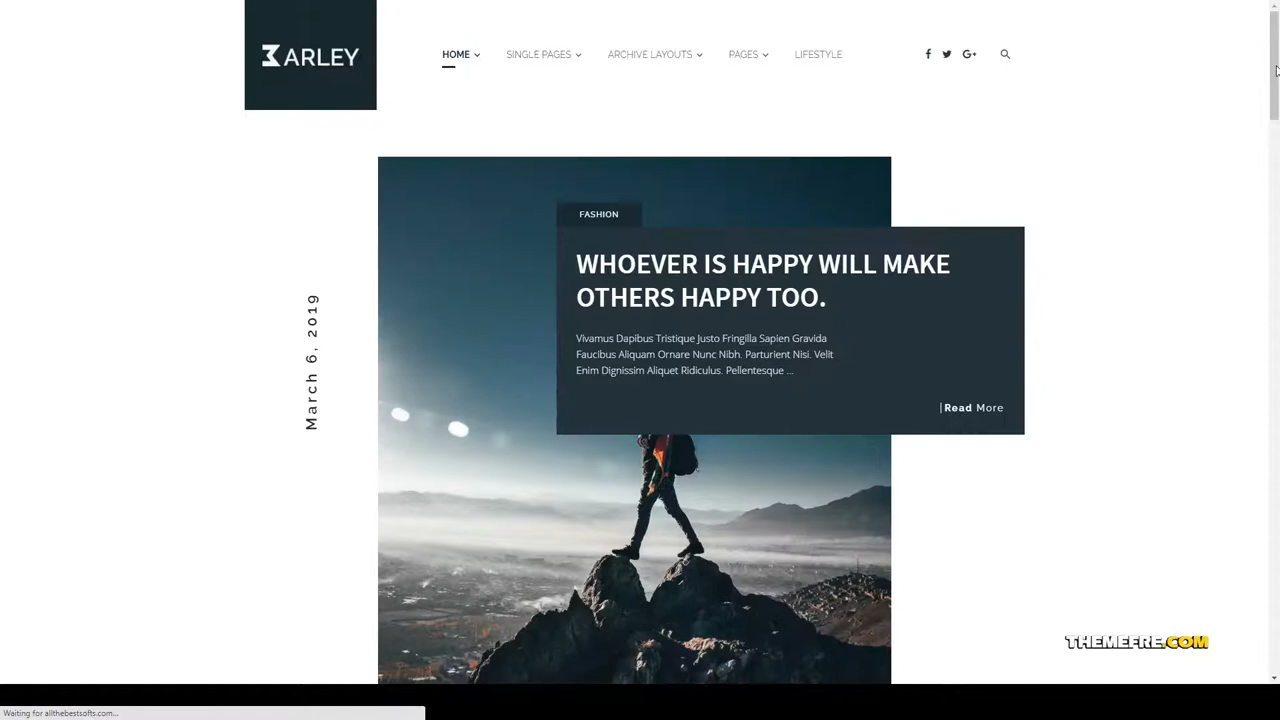 MARLEY
HOME
SINGLE PAGES
ARCHIVE LAYOUTS
PAGES
LIFESTYLE
G+
FASHION
WHOEVER IS HAPPY WILL MAKE
OTHERS HAPPY TOO.
Vivamus Dapibus Tristique Justo Fringilla Sapien Gravida
Faucibus Aliquam Ornare Nunc Nibh. Parturient Nisi. Velit
Enim Dignissim Aliquet Ridiculus. Pellentesque ...
|Read More
March 6, 2019
THEMEFRE.COM
Waiting for allthebestsofts.com...